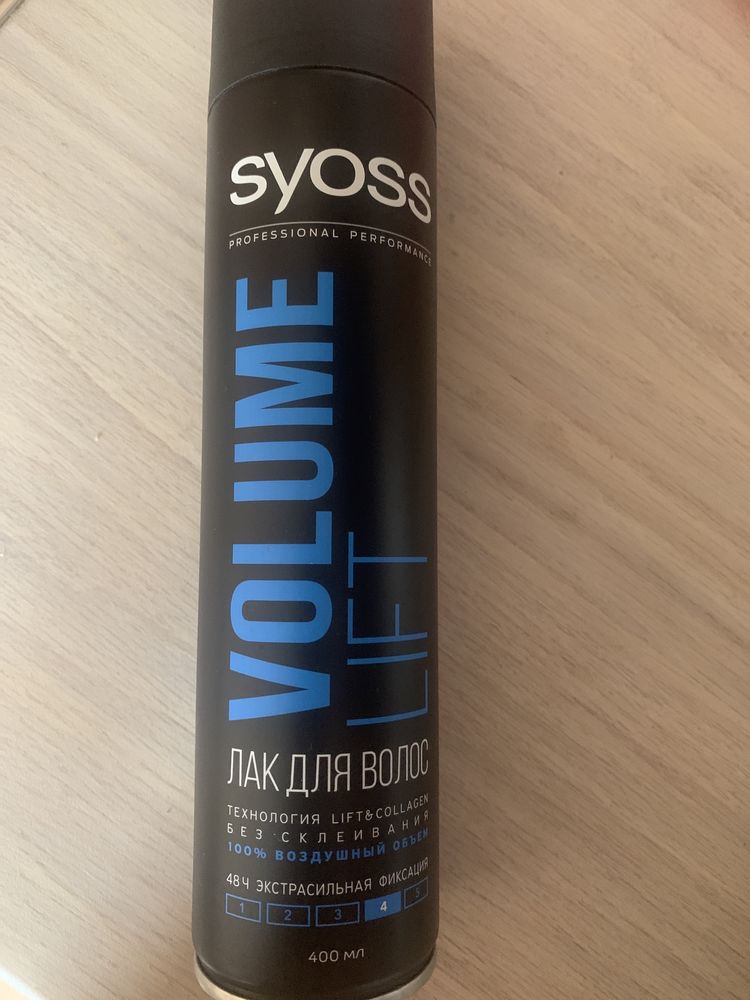 syoss
PROFESSIONAL PERFORMANCE
VOLUME
LIFT
ЛАК ДЛЯ ВОЛОС
ТЕХНОЛОГИЯ LIFT&COLLAGEN
БЕЗ СКЛЕИВАНИЯ
100% ВОЗДУШНЫЙ ОБЪЕМ
48Ч ЭКСТРАСИЛЬНАЯ ФИКСАЦИЯ
1 2 3 4 5
400 МЛ